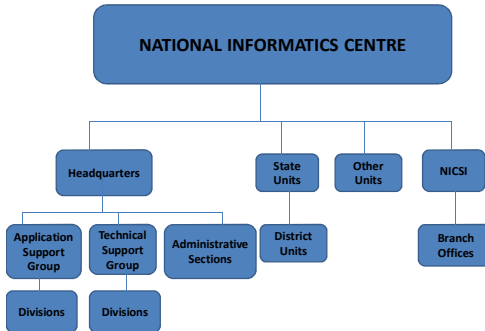 NATIONAL INFORMATICS CENTRE
Headquarters
State
Units
Other
Units
NICSI
Application
Support
Group
Technical
Support
Group
Administrative
Sections
District
Units
Branch
Offices
Divisions
Divisions